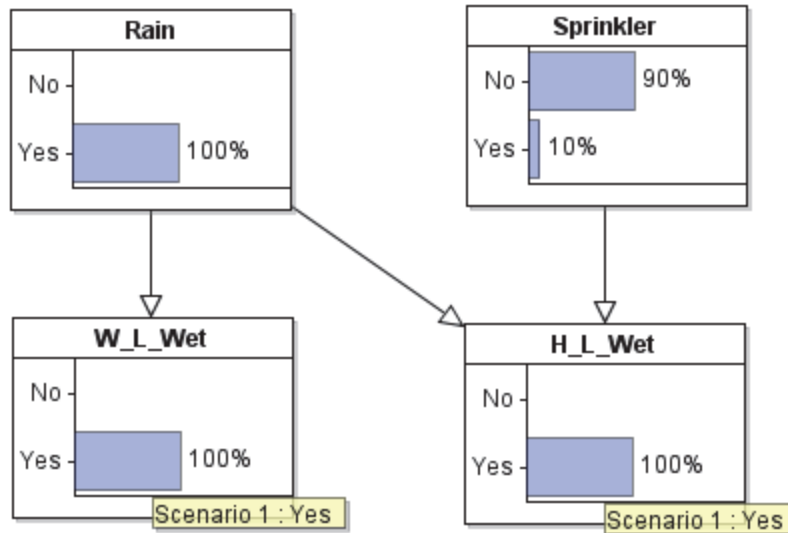 Rain
No
Yes
100%
Sprinkler
No
90%
Yes
10%
W_L_Wet
No
Yes
100%
Scenario 1 : Yes
H_L_Wet
No
Yes
100%
Scenario 1 : Yes